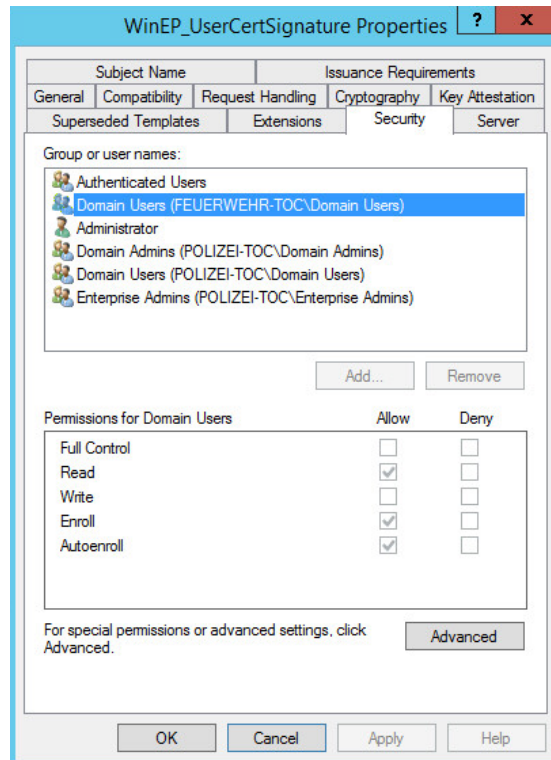 WinEP_UserCertSignature Properties
?
x
Subject Name
Issuance Requirements
General
Compatibility
Request Handling
Cryptography
Key Attestation
Superseded Templates
Extensions
Security
Server
Group or user names:
Authenticated Users
Domain Users (FEUERWEHR-TOC\Domain Users)
Administrator
Domain Admins (POLIZEI-TOC\Domain Admins)
Domain Users (POLIZEI-TOC\Domain Users)
Enterprise Admins (POLIZEI-TOC\Enterprise Admins)
Add...
Remove
Permissions for Domain Users
Allow
Deny
Full Control
Read
Write
Enroll
Autoenroll
For special permissions or advanced settings, click
Advanced.
Advanced
OK
Cancel
Apply
Help